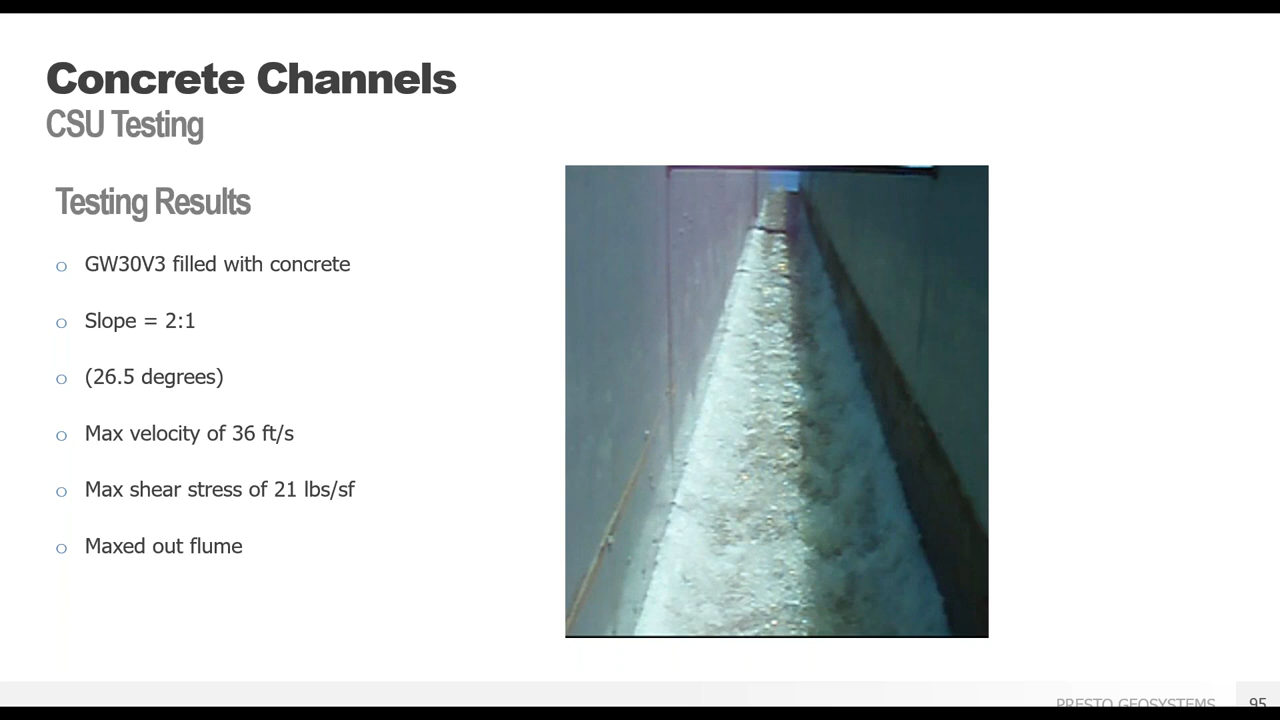 Concrete Channels
CSU Testing
Testing Results
o GW30V3 filled with concrete
o Slope = 2:1
o (26.5 degrees)
o Max velocity of 36 ft/s
o Max shear stress of 21 lbs/sf
o Maxed out flume
PRESTO GEOSYSTEMS
95